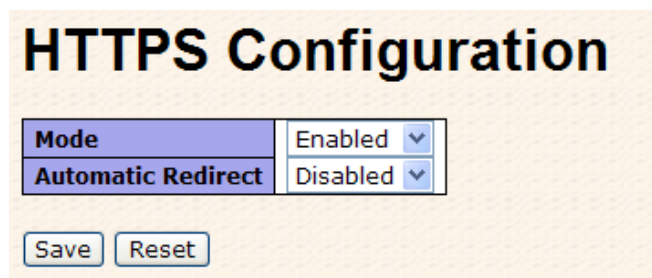 HTTPS Configuration
Mode Enabled
Automatic Redirect Disabled
Save Reset